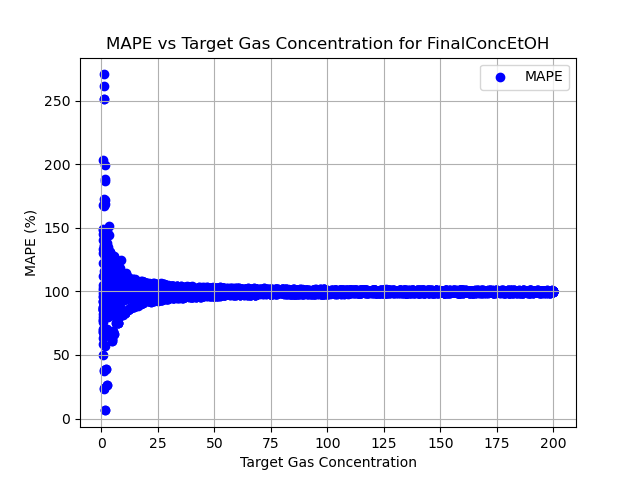 MAPE vs Target Gas Concentration for FinalConcEtOH
MAPE
MAPE (%)
250
200
150
100
50
0
0 25 50 75 100 125 150 175 200
Target Gas Concentration